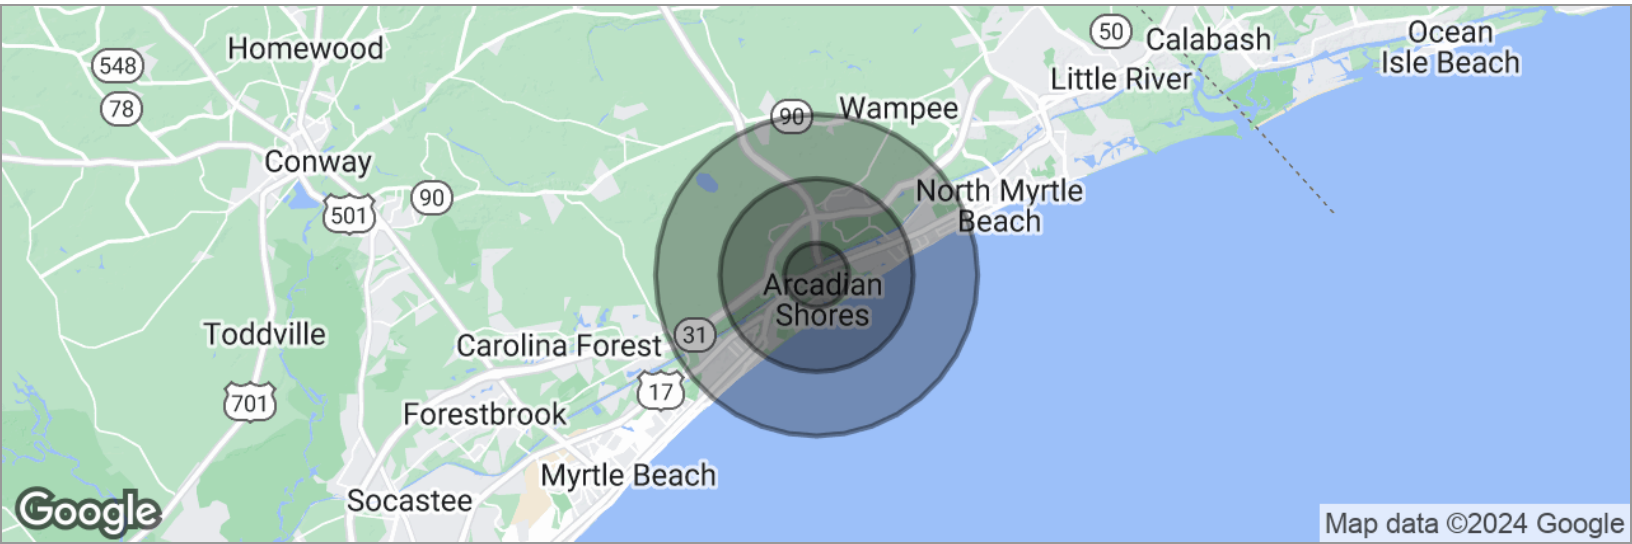 50
Calabash
Ocean
Isle Beach
Homewood
548
Little River
78
90
Wampee
Conway
90
501
North Myrtle
Beach
Arcadian
Shores
Toddville
31
Carolina Forest
17
701
Forestbrook
Myrtle Beach
Socastee
Google
Map data ©2024 Google